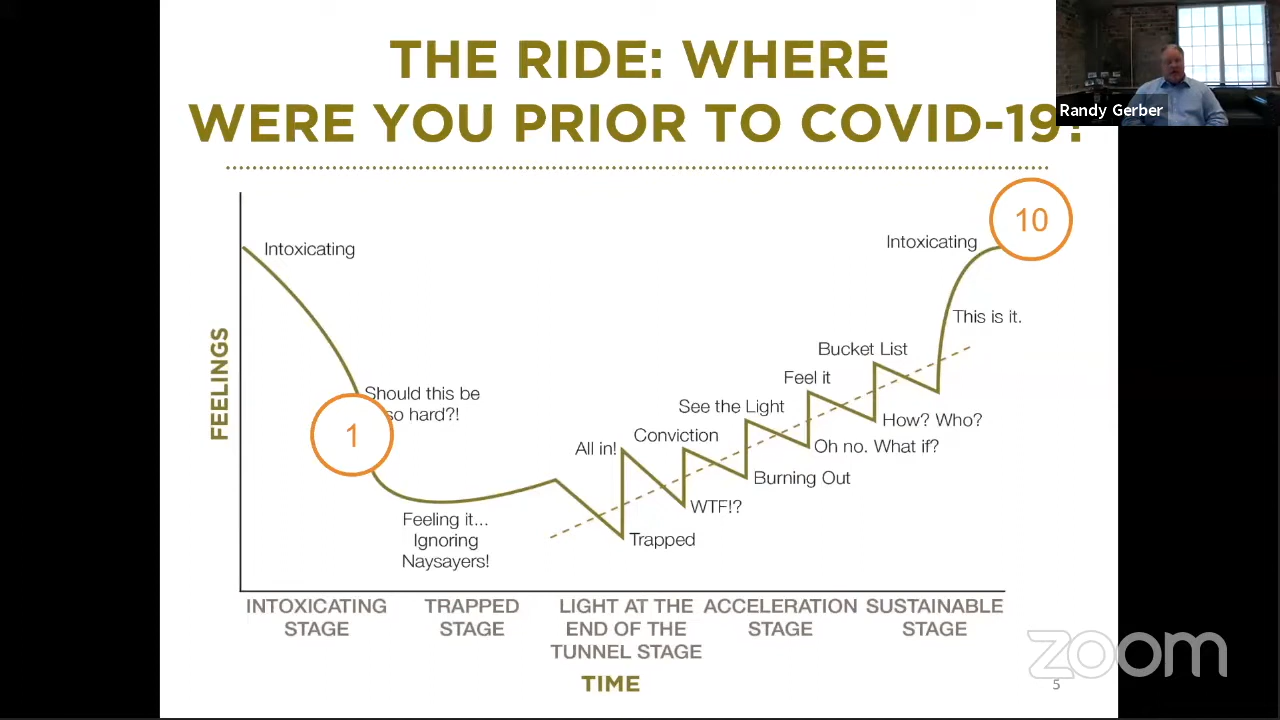 THE RIDE: WHERE
WERE YOU PRIOR TO COVID-19?
Randy Gerber
10
Intoxicating
Intoxicating
This is it.
FEELINGS
Bucket List
Feel it
Should this be
so hard?!
See the Light
How? Who?
1
All in!
Conviction
Oh no. What if?
Burning Out
WTF!?
Feeling it...
Ignoring
Naysayers!
Trapped
INTOXICATING
STAGE
TRAPPED
STAGE
LIGHT AT THE
END OF THE
TUNNEL STAGE
ACCELERATION
STAGE
SUSTAINABLE
STAGE
TIME
zoom
5